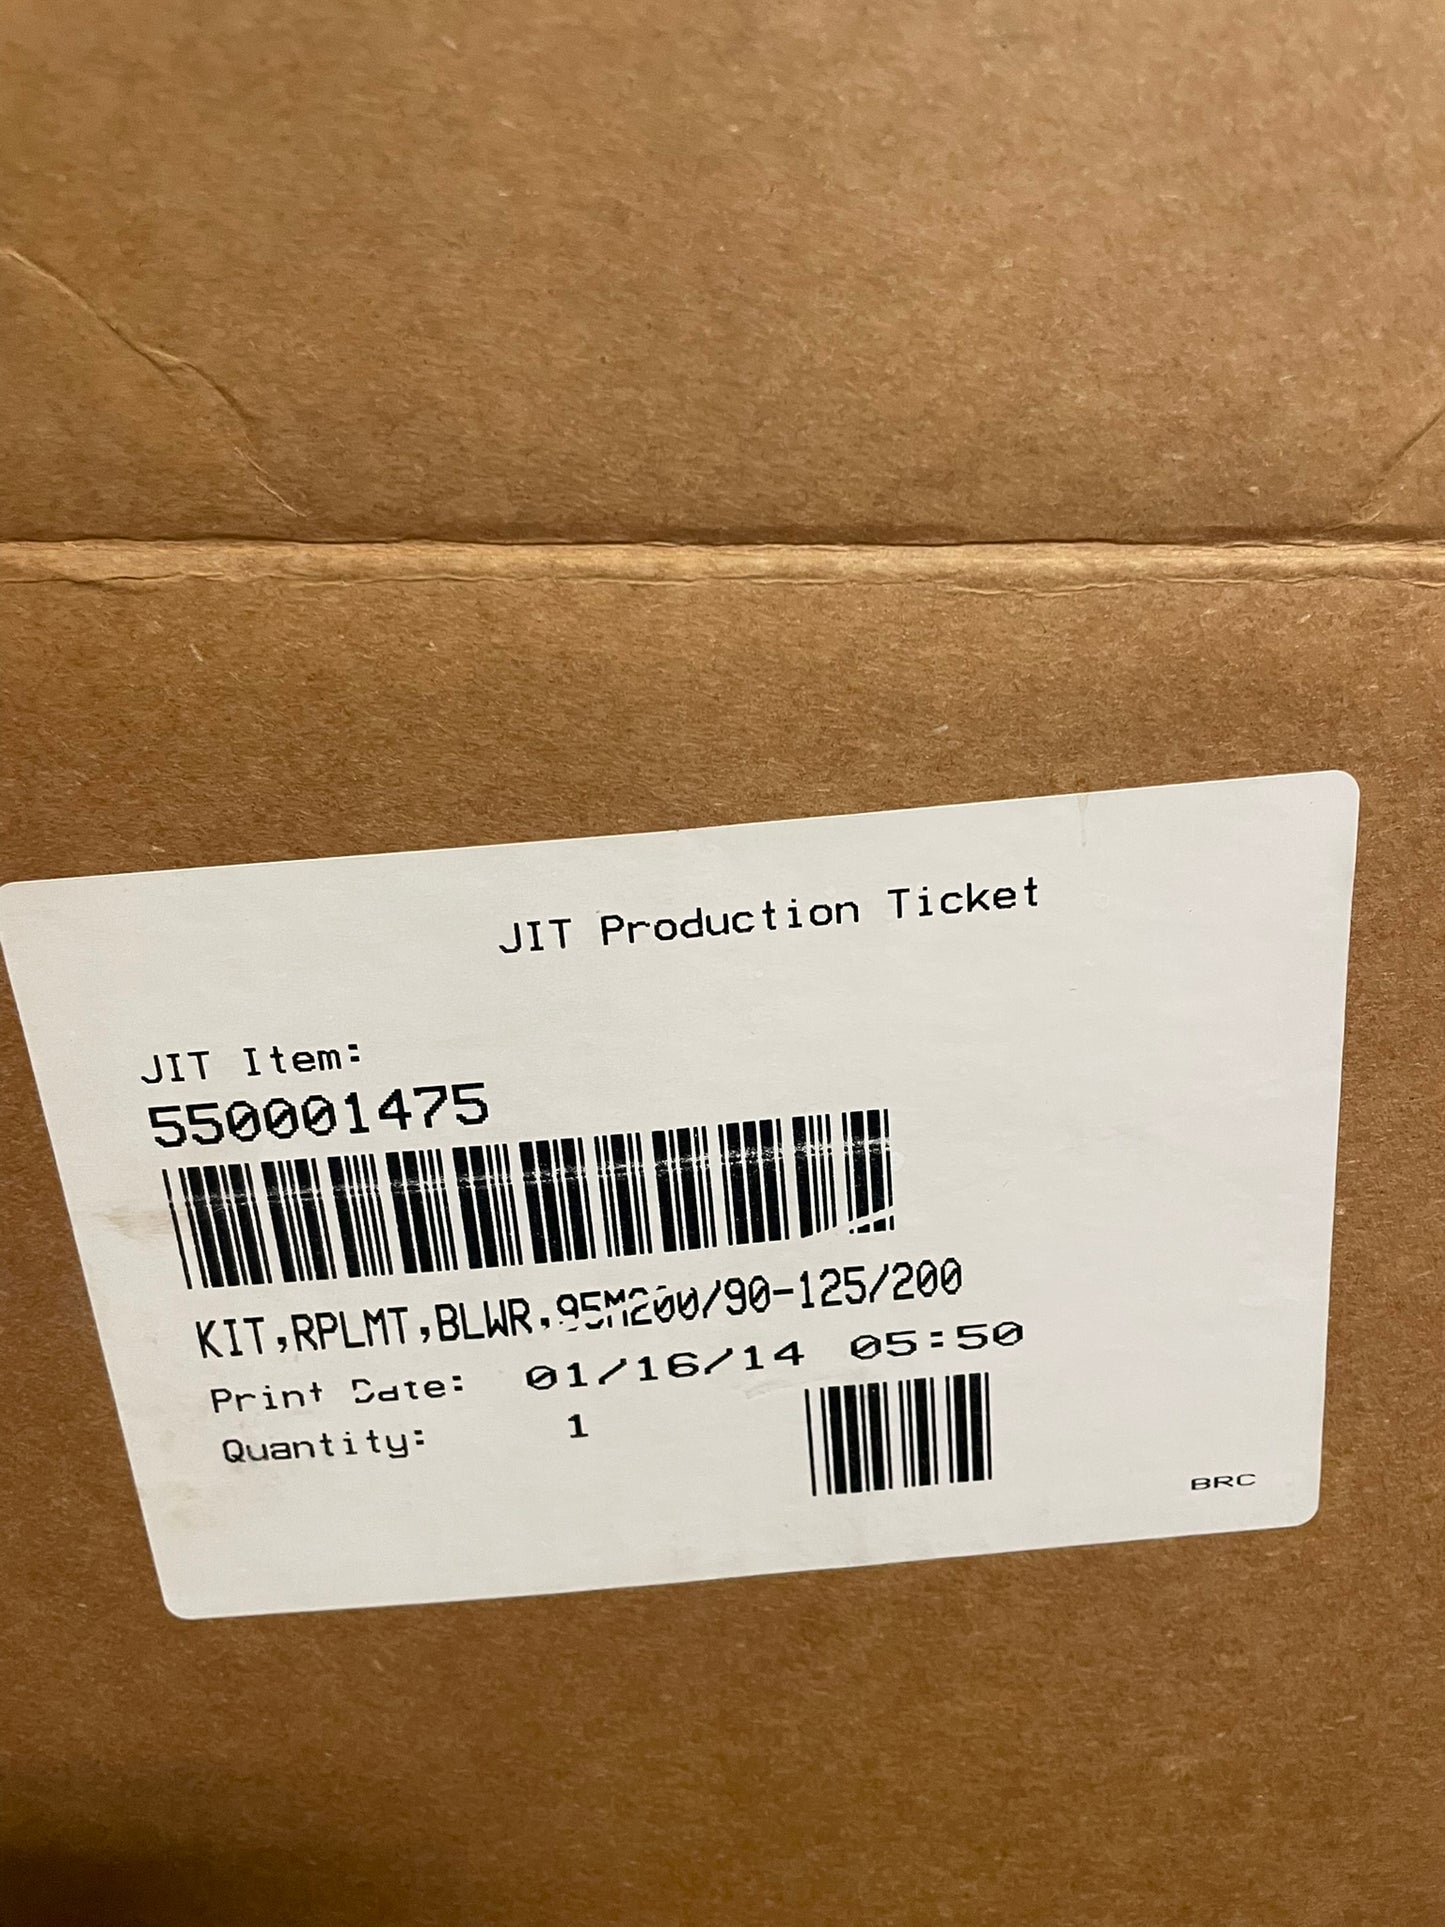 JIT Production Ticket
JIT Item:
550001475
KIT,RPLMT,BLWR,95M200/90-125/200
Print Date: 01/16/14 05:50
Quantity: 1
BRC